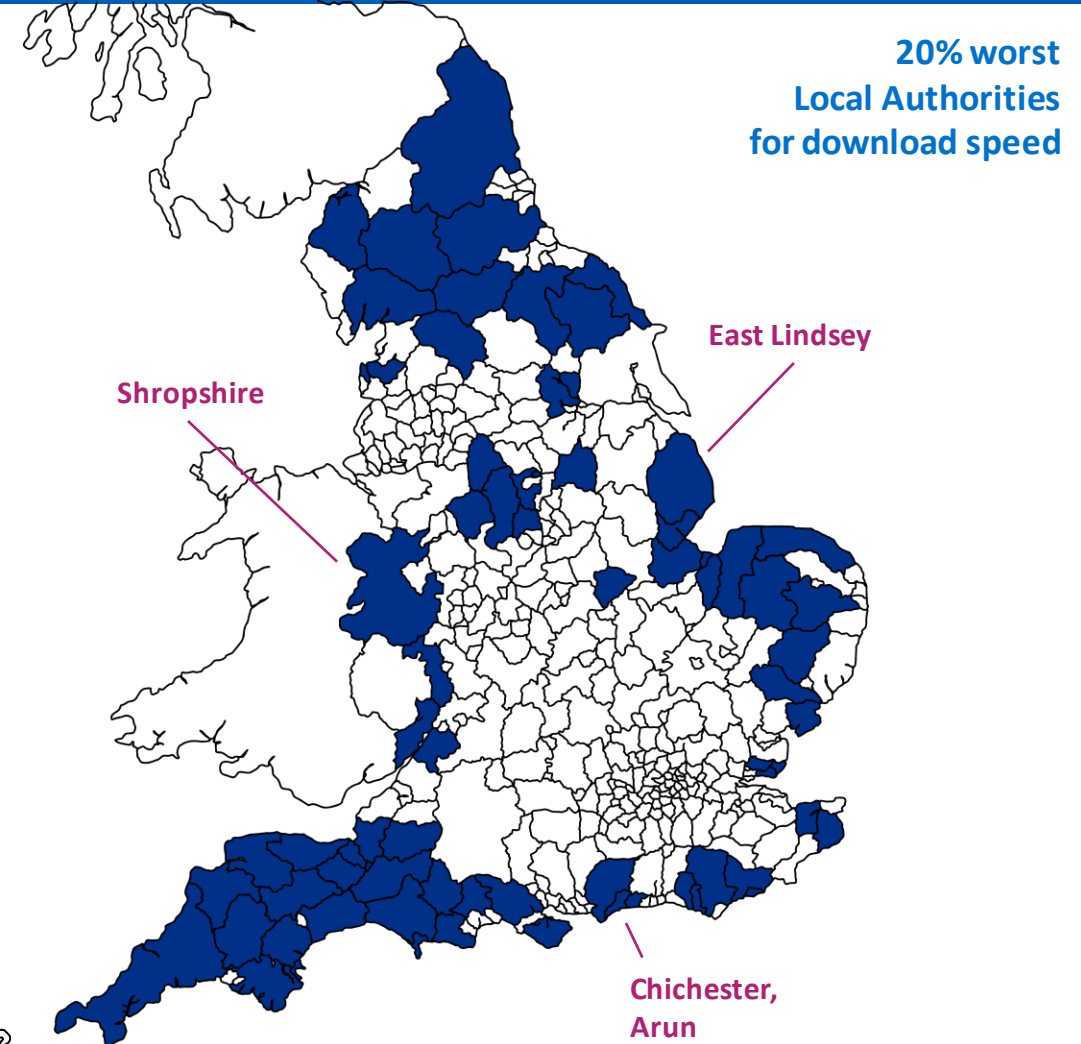 20% worst
Local Authorities
for download speed
East Lindsey
Shropshire
Chichester,
Arun